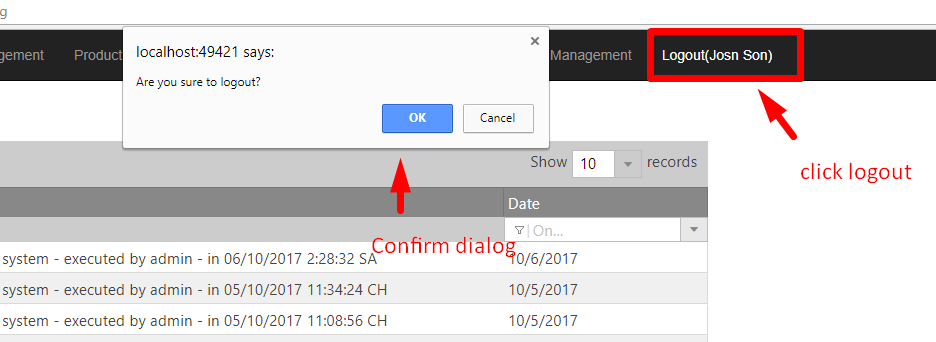 g
localhost:49421 says:
Are you sure to logout?
OK Cancel
gement Product Management Logout(Josn Son)
click logout
Show 10 records
Date
Confirm dialog
On...
system - executed by admin - in 06/10/2017 2:28:32 SA 10/6/2017
system - executed by admin - in 05/10/2017 11:34:24 CH 10/5/2017
system - executed by admin - in 05/10/2017 11:08:56 CH 10/5/2017